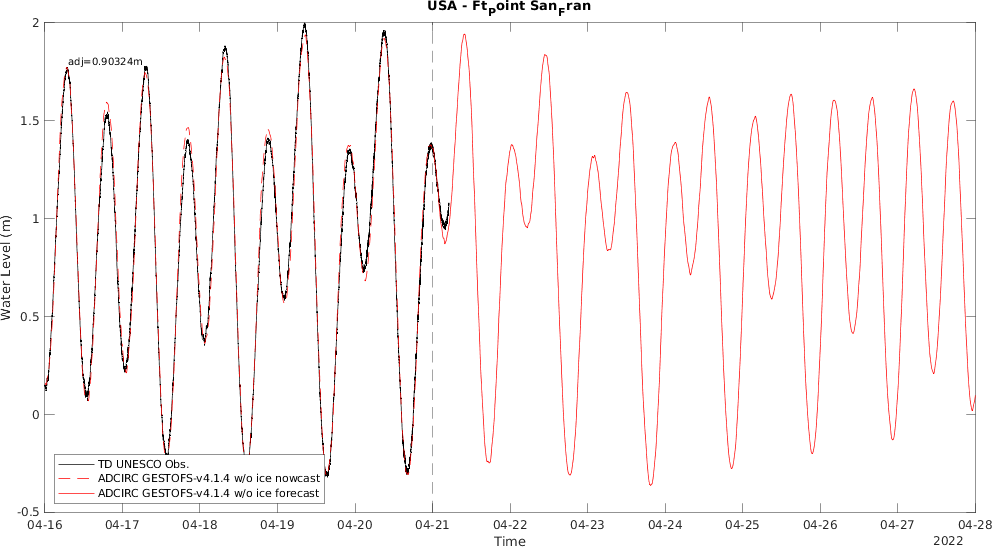 USA - Ft_Point San_Fran
adj=0.90324m
2
1.5
1
0.5
0
-0.5
Water Level (m)
TD UNESCO Obs.
ADCIRC GESTOFS-v4.1.4 w/o ice nowcast
ADCIRC GESTOFS-v4.1.4 w/o ice forecast
04-16 04-17 04-18 04-19 04-20 04-21 04-22 04-23 04-24 04-25 04-26 04-27 04-28
Time
2022